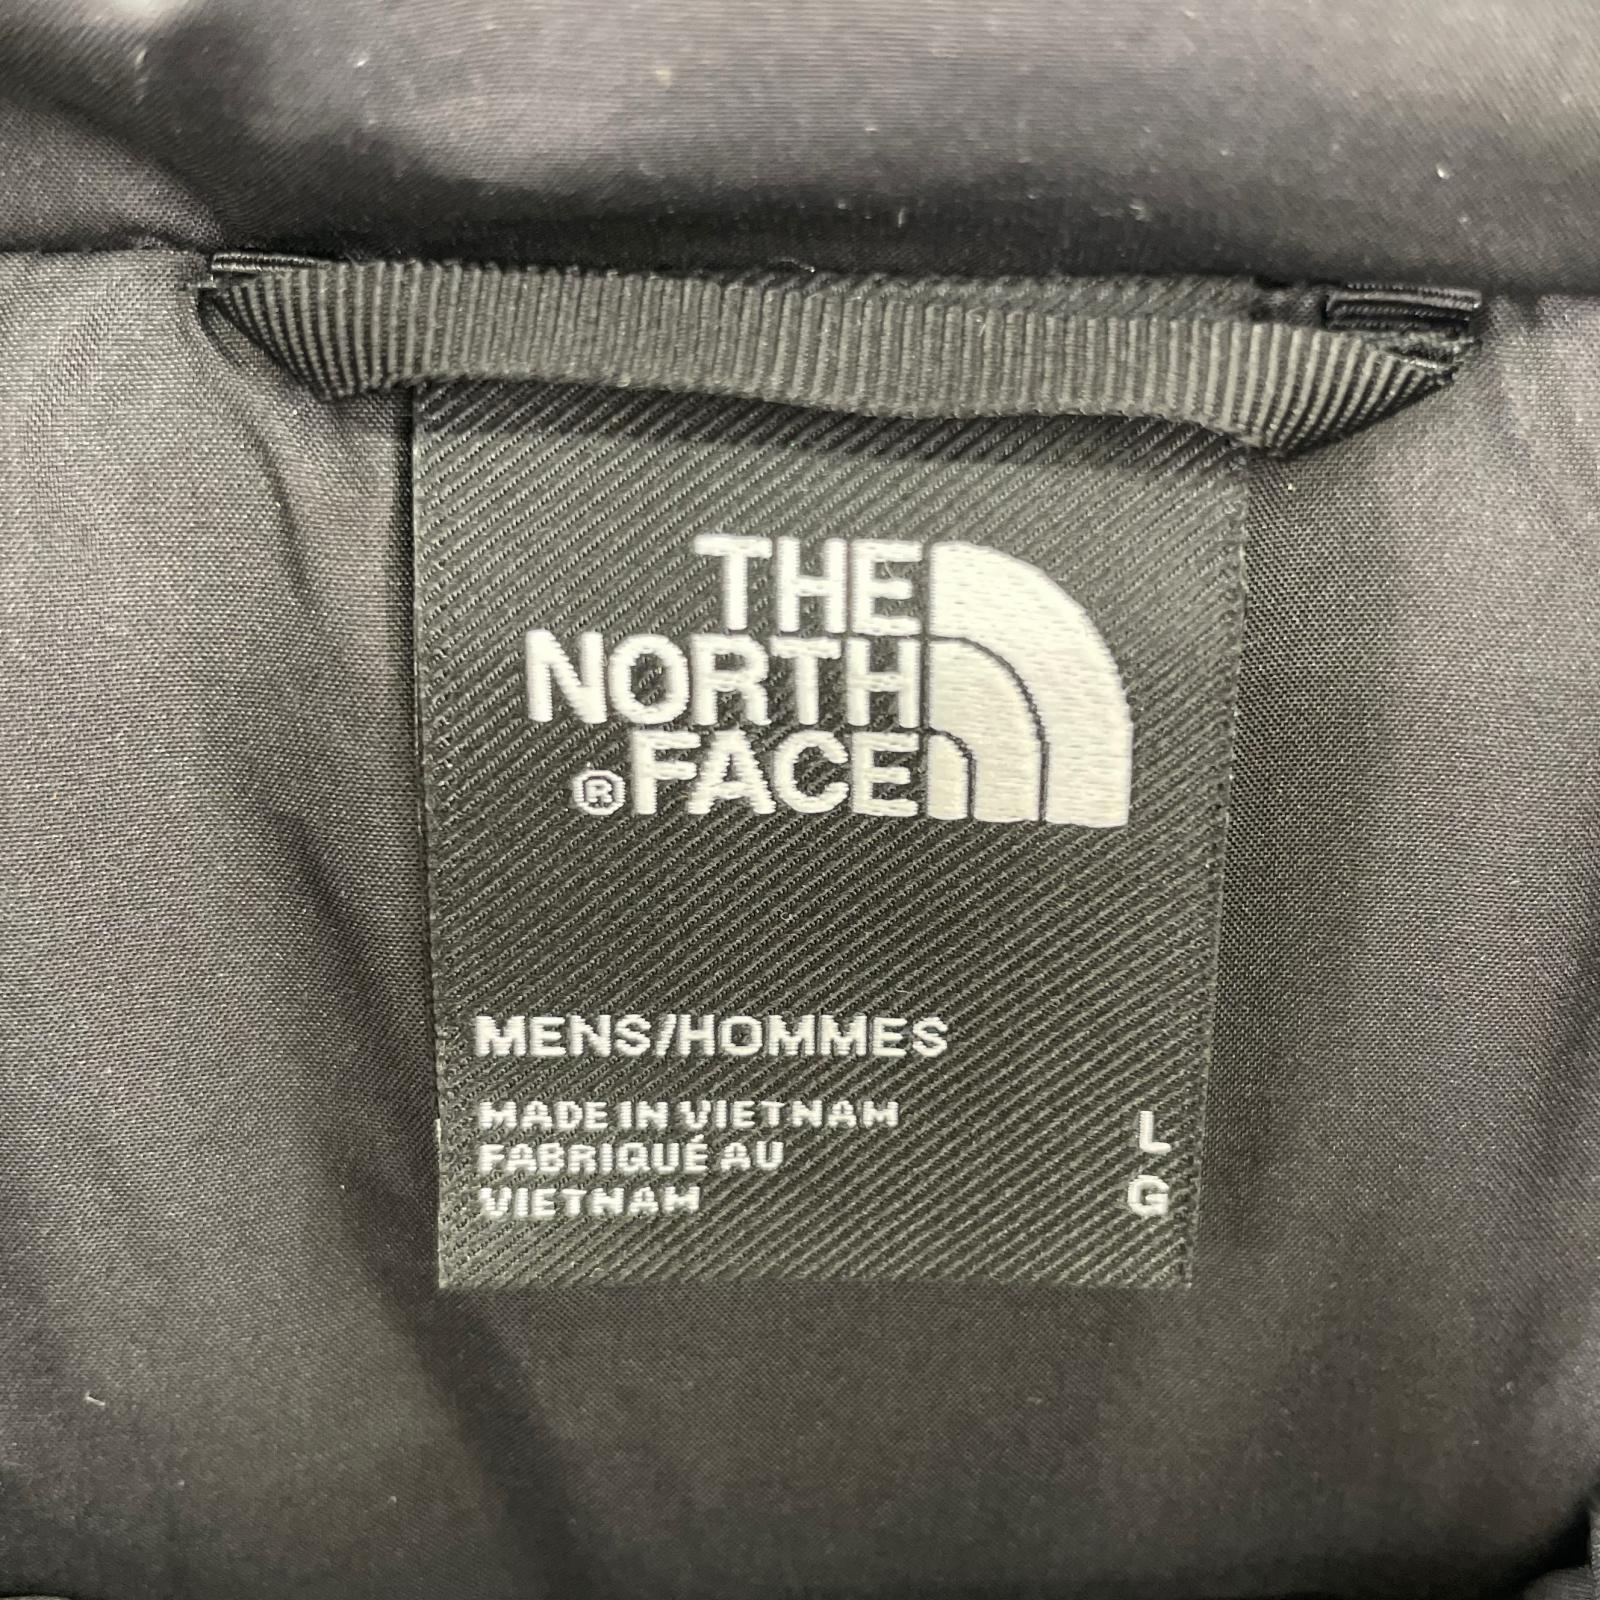 THE
NORTH
®FACE
MENS/HOMMES
MADE IN VIETNAM
FABRIQUÉ AU
VIETNAM
L
G